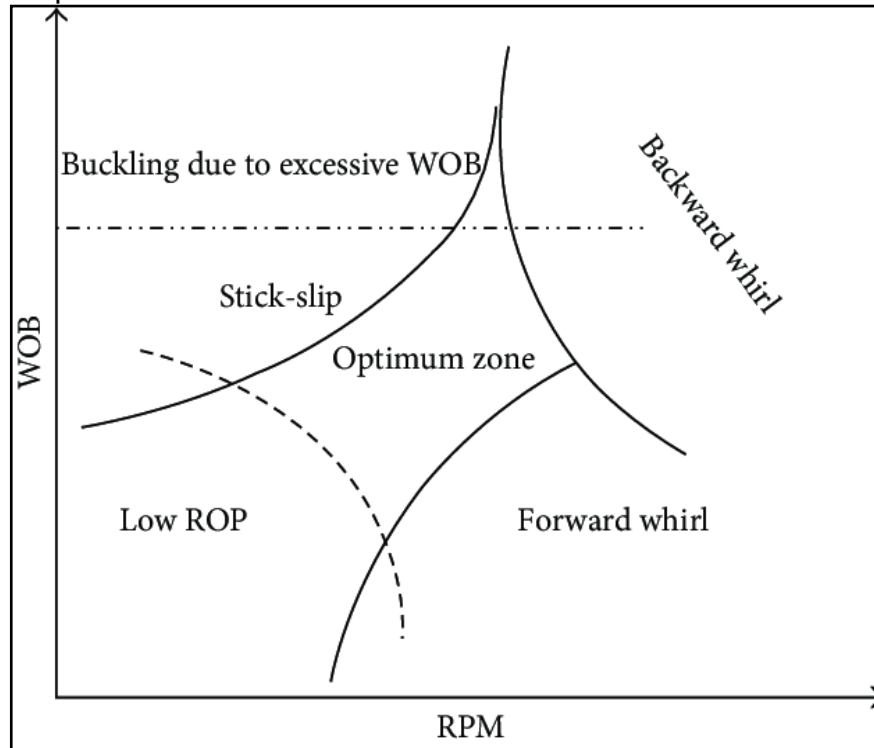 Buckling due to excessive WOB
Backward whirl
Stick-slip
Optimum zone
WOB
Low ROP
Forward whirl
RPM